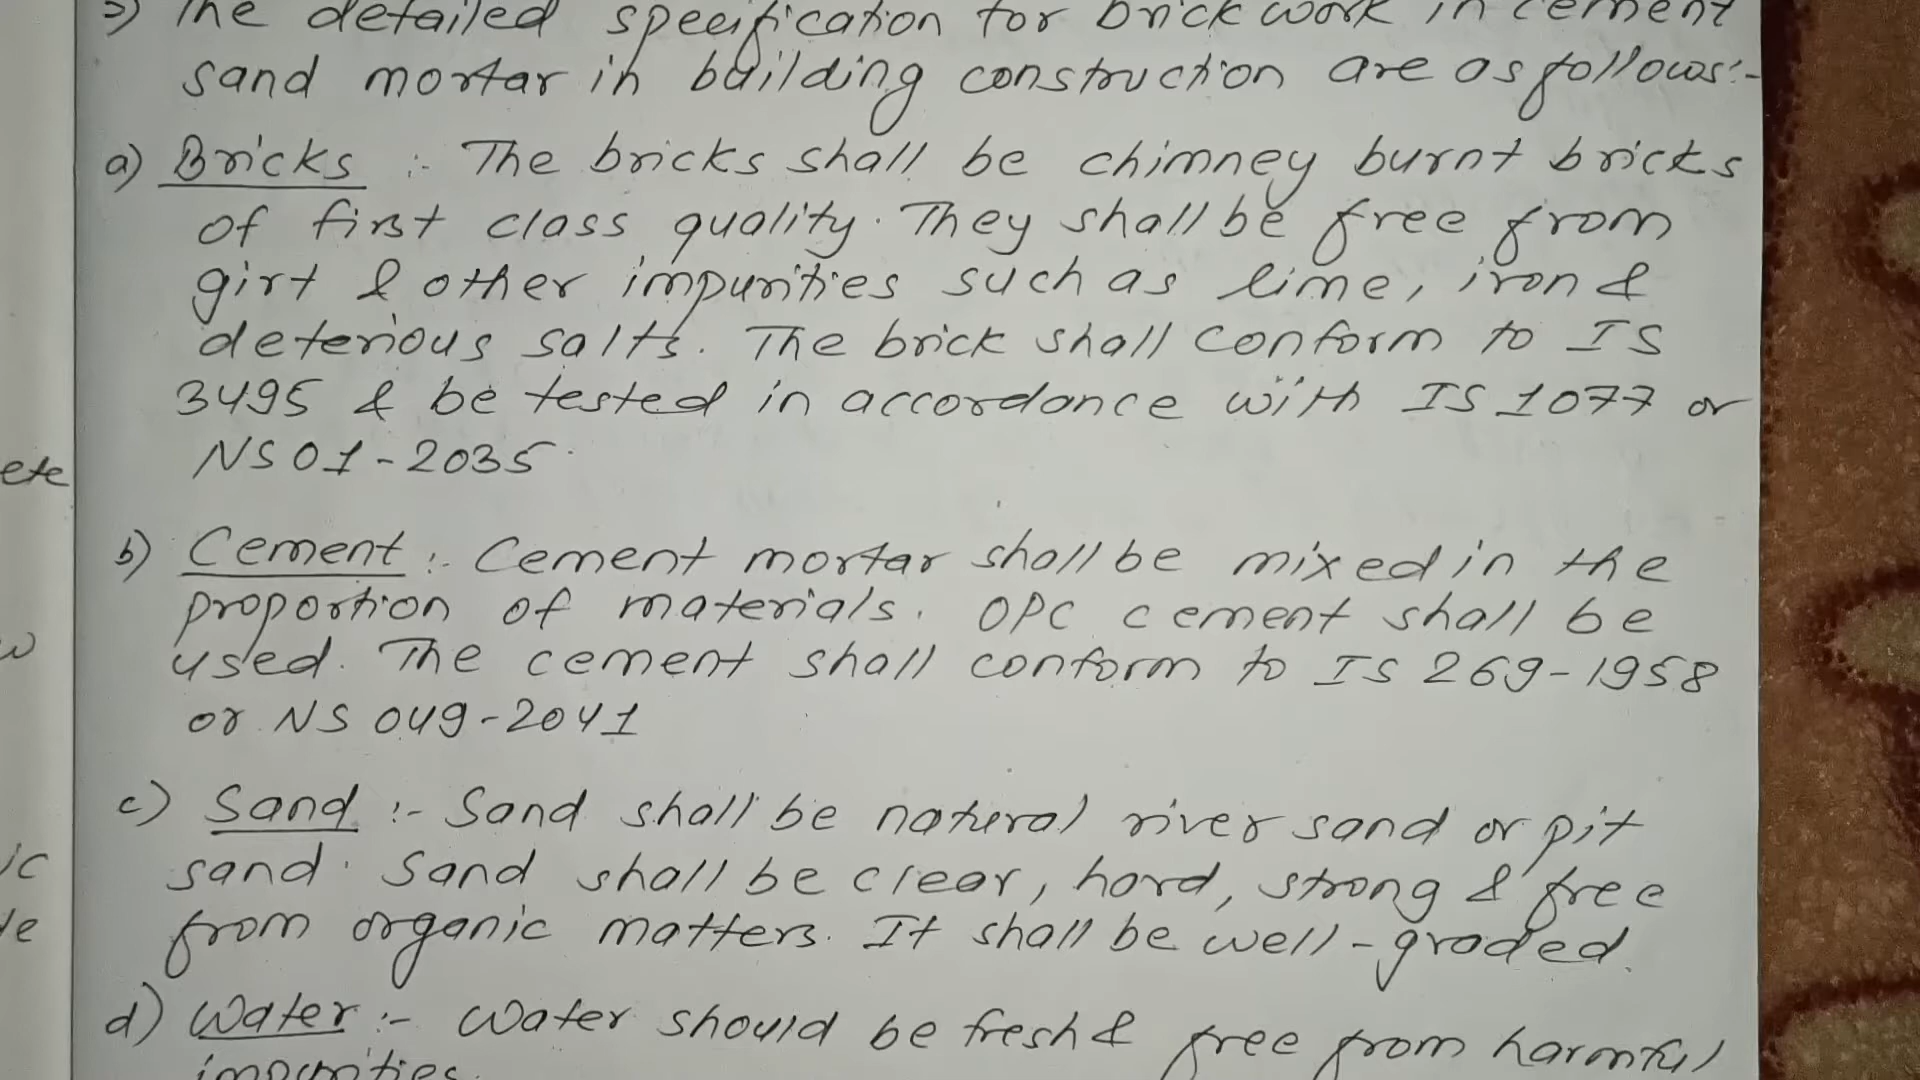 ⇒ The detailed specification for brick work in cement
sand mortar in building construction are as follows:-
a) Bricks :- The bricks shall be chimney burnt bricks
of first class quality. They shall be free from
girt & other impurities such as lime, iron &
deterious salts. The brick shall conform to IS
3495 & be tested in accordance with IS 1077 or
NS 01-2035.
ete
b) Cement :- Cement mortar shall be mixed in the
proportion of materials. OPC cement shall be
used. The cement shall conform to IS 269-1958
or NS 049-2041
w
c) Sand :- Sand shall be natural river sand or pit
sand. Sand shall be clear, hard, strong & free
from organic matters. It shall be well-graded.
ic
d) Water :- Water should be fresh & free from harmful
impurities.